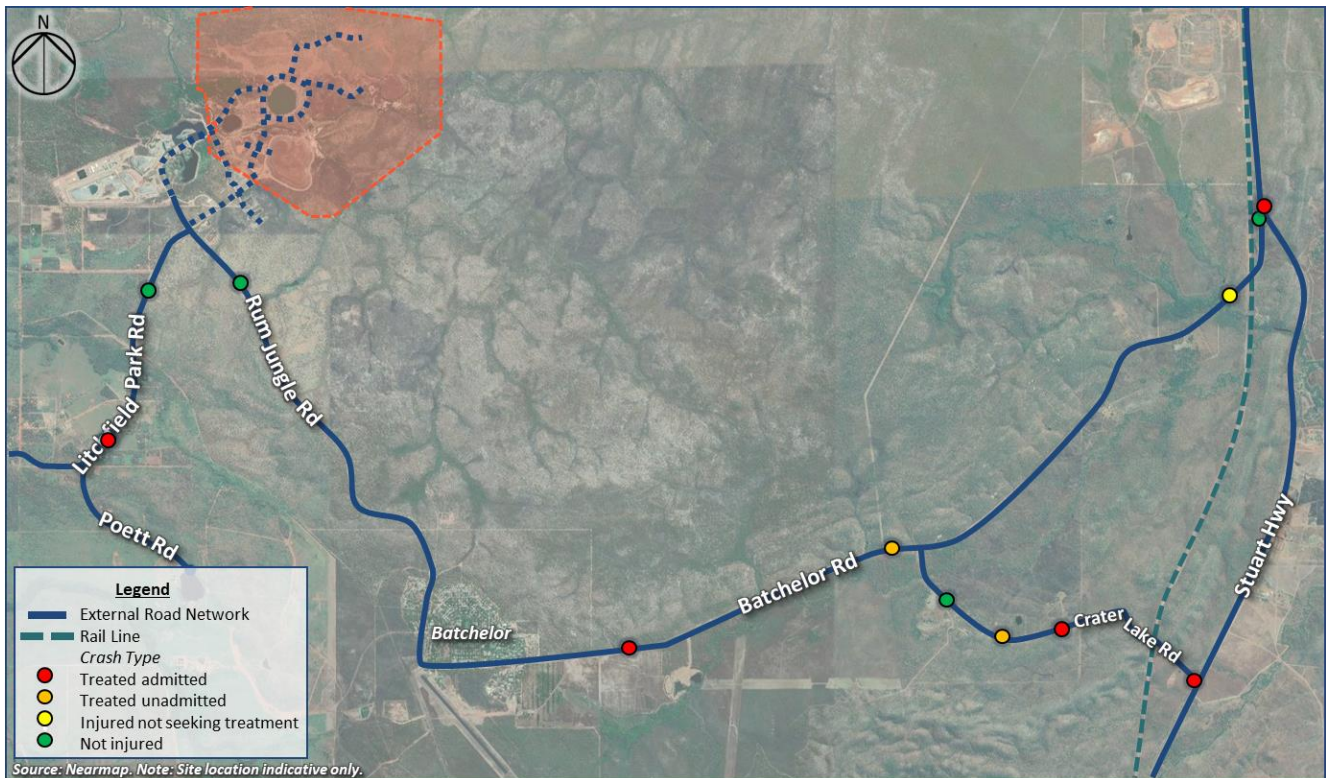 N
Litchfield Park Rd
Rum Jungle Rd
Poett Rd
Batchelor
Batchelor Rd
Crater Lake Rd
Stuart Hwy
Legend
External Road Network
Rail Line
Crash Type
Treated admitted
Treated unadmitted
Injured not seeking treatment
Not injured
Source: Nearmap. Note: Site location indicative only.